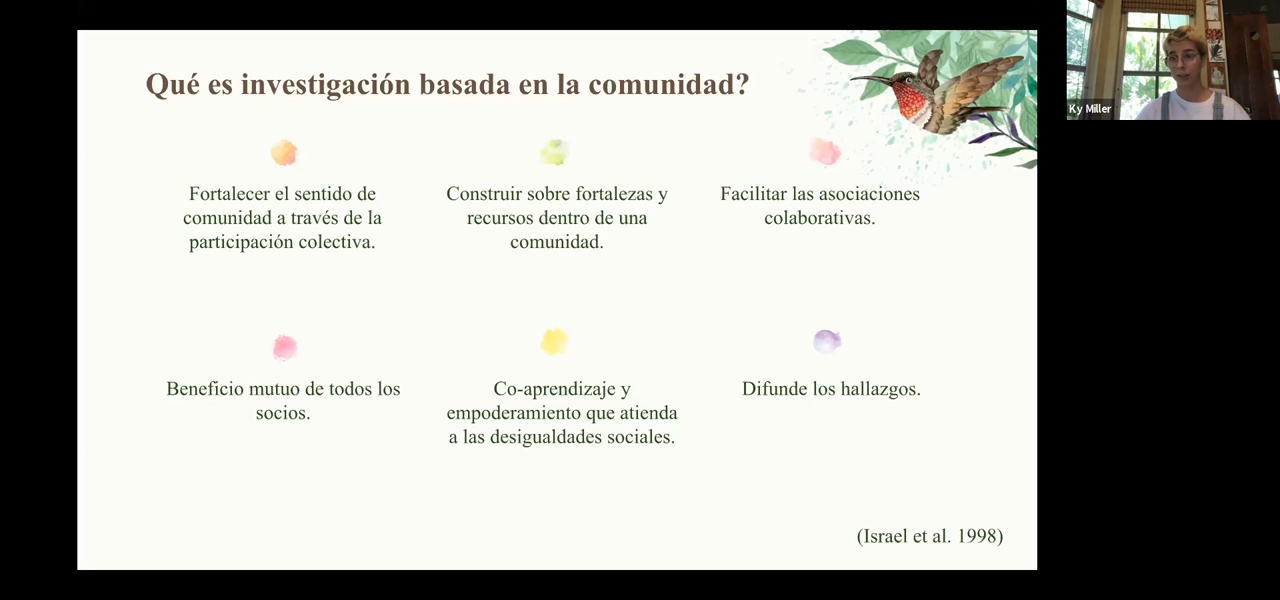 Qué es investigación basada en la comunidad?
Ky Miller
Fortalecer el sentido de
comunidad a través de la
participación colectiva.
Construir sobre fortalezas y
recursos dentro de una
comunidad.
Facilitar las asociaciones
colaborativas.
Beneficio mutuo de todos los
socios.
Co-aprendizaje y
empoderamiento que atienda
a las desigualdades sociales.
Difunde los hallazgos.
(Israel et al. 1998)